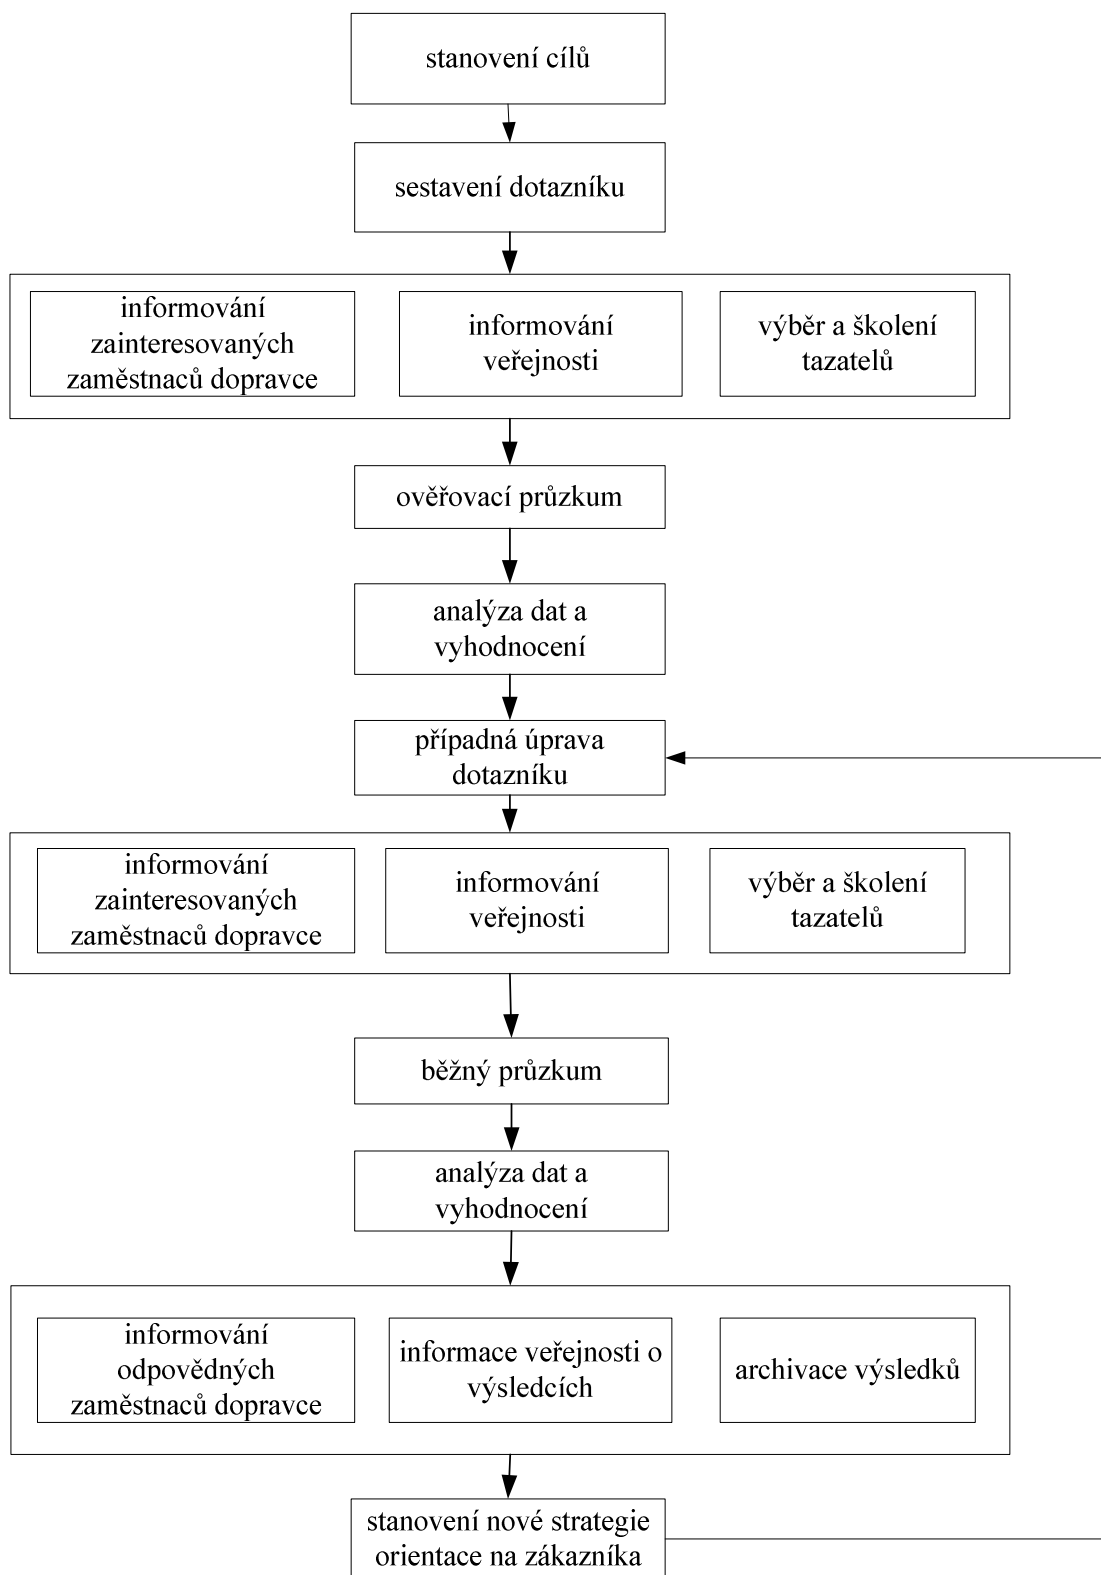 stanovení cílů
sestavení dotazníku
informování
zainteresovaných
zaměstnaců dopravce
informování
veřejnosti
výběr a školení
tazatelů
ověřovací průzkum
analýza dat a
vyhodnocení
případná úprava
dotazníku
informování
zainteresovaných
zaměstnaců dopravce
informování
veřejnosti
výběr a školení
tazatelů
běžný průzkum
analýza dat a
vyhodnocení
informování
odpovědných
zaměstnaců dopravce
informace veřejnosti o
výsledcích
archivace výsledků
stanovení nové strategie
orientace na zákazníka